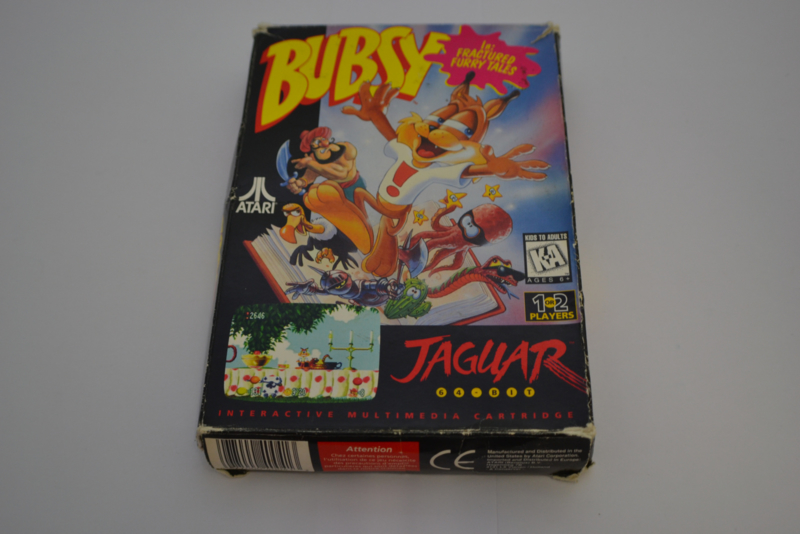 BUBSY
In:
FRACTURED
FURRY TALES
ATARI
KIDS TO ADULTS
K-A
AGES 6+
1 OR 2
PLAYERS
2646
JAGUAR
64-BIT
INTERACTIVE MULTIMEDIA CARTRIDGE
Attention
CE
Manufactured and Distributed in the
United States by Atari Corporation.